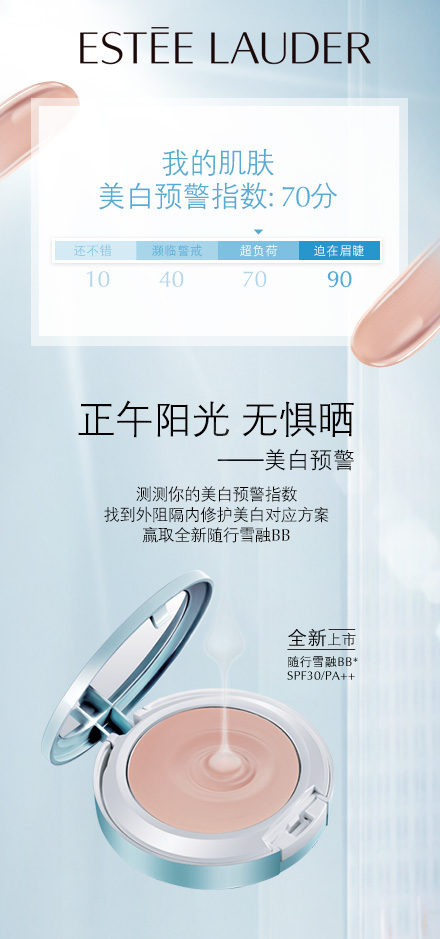 ESTĒE LAUDER
我的肌肤
美白预警指数: 70分
还不错 濒临警戒 超负荷 迫在眉睫
10 40 70 90
正午阳光 无惧晒
——美白预警
测测你的美白预警指数
找到外阻隔内修护美白对应方案
赢取全新随行雪融BB
全新上市
随行雪融BB*
SPF30/PA++